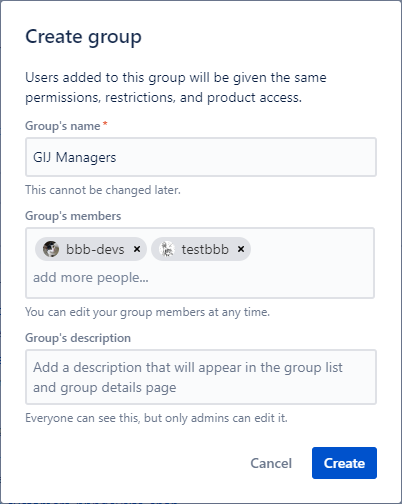 Create group
Users added to this group will be given the same
permissions, restrictions, and product access.
Group's name *
GIJ Managers
This cannot be changed later.
Group's members
bbb-devs × testbbb ×
add more people...
You can edit your group members at any time.
Group's description
Add a description that will appear in the group list
and group details page
Everyone can see this, but only admins can edit it.
Cancel Create